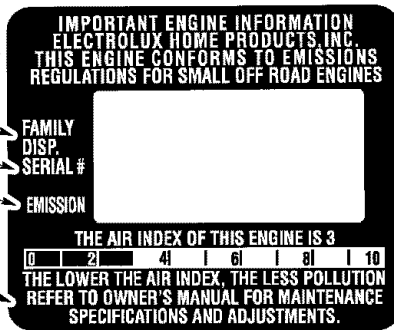 IMPORTANT ENGINE INFORMATION
ELECTROLUX HOME PRODUCTS, INC.
THIS ENGINE CONFORMS TO EMISSIONS
REGULATIONS FOR SMALL OFF ROAD ENGINES
FAMILY
DISP.
SERIAL #
EMISSION
THE AIR INDEX OF THIS ENGINE IS 3
0 2 4 6 8 10
THE LOWER THE AIR INDEX, THE LESS POLLUTION
REFER TO OWNER'S MANUAL FOR MAINTENANCE
SPECIFICATIONS AND ADJUSTMENTS.